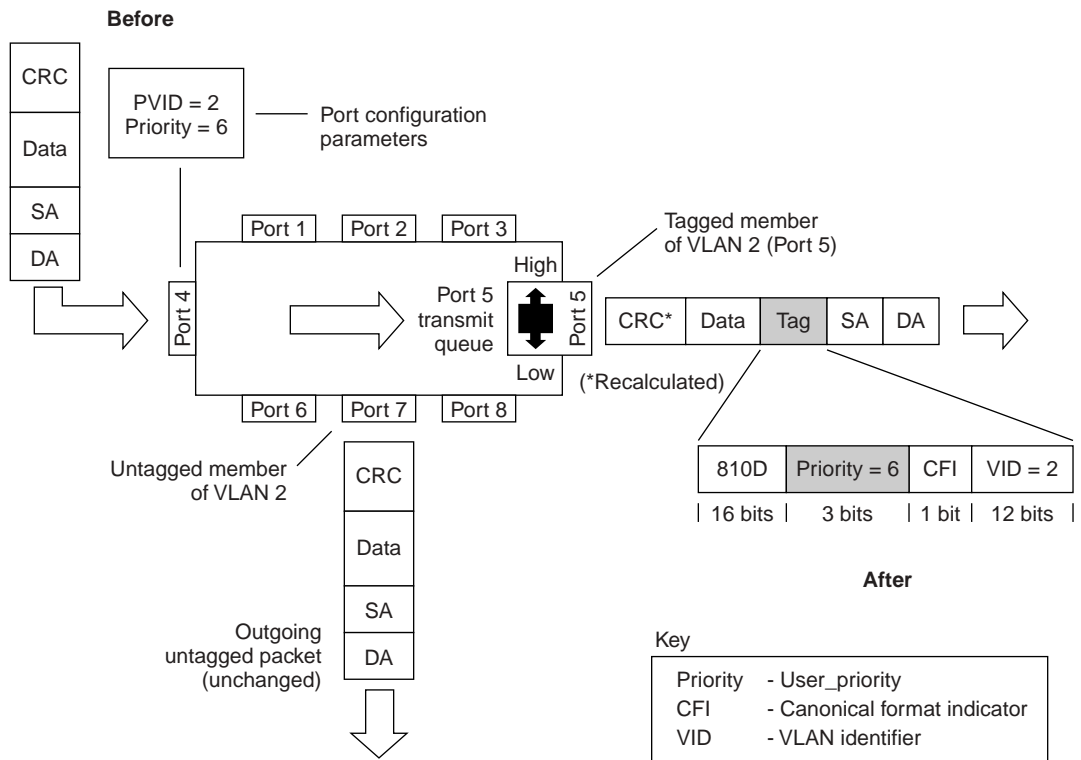 Before
CRC
Data
SA
DA
PVID = 2
Priority = 6
Port configuration
parameters
Port 1
Port 2
Port 3
Port 4
High
Port 5
transmit
queue
Low
Port 5
Tagged member
of VLAN 2 (Port 5)
CRC*
Data
Tag
SA
DA
(*Recalculated)
Port 6
Port 7
Port 8
Untagged member
of VLAN 2
CRC
Data
SA
DA
Outgoing
untagged packet
(unchanged)
810D
Priority = 6
CFI
VID = 2
16 bits
3 bits
1 bit
12 bits
After
Key
Priority - User_priority
CFI - Canonical format indicator
VID - VLAN identifier